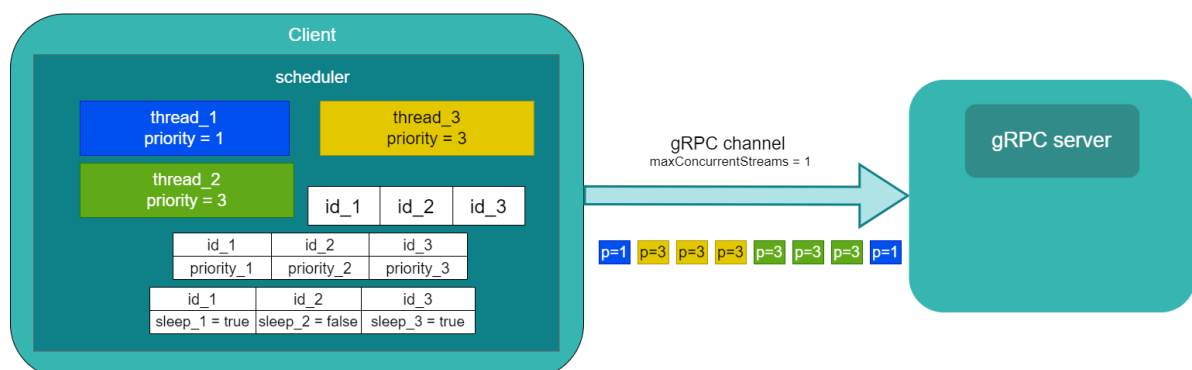 Client
scheduler
thread_1
priority = 1
thread_3
priority = 3
thread_2
priority = 3
id_1 id_2 id_3
id_1 id_2 id_3
priority_1 priority_2 priority_3
id_1 id_2 id_3
sleep_1 = true sleep_2 = false sleep_3 = true
gRPC channel
maxConcurrentStreams = 1
p=1 p=3 p=3 p=3 p=3 p=3 p=3 p=1
gRPC server